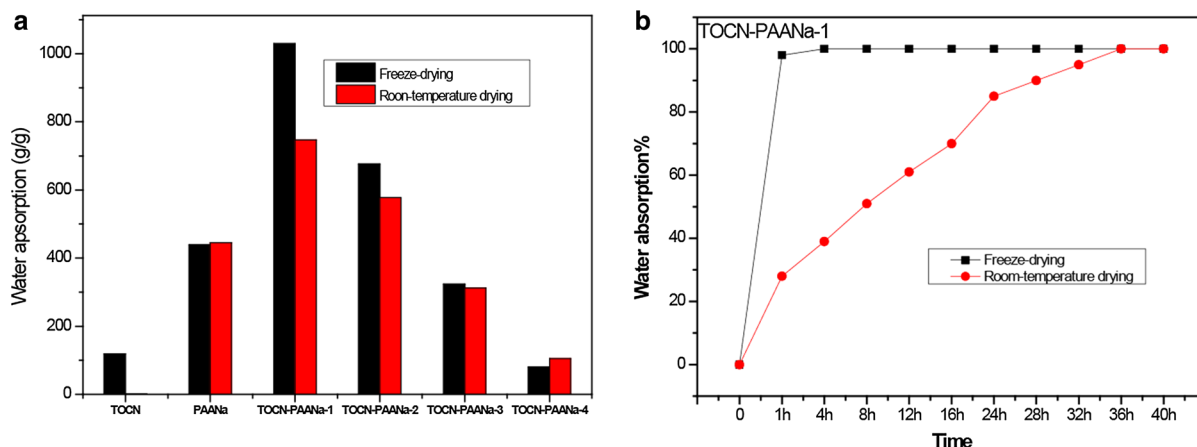 a
Water apsorption (g/g)
1000
800
600
400
200
0
Freeze-drying
Roon-temperature drying
TOCN PAANa TOCN-PAANa-1 TOCN-PAANa-2 TOCN-PAANa-3 TOCN-PAANa-4
b
TOCN-PAANa-1
Water absorption%
100
80
60
40
20
0
Freeze-drying
Room-temperature drying
0 1h 4h 8h 12h 16h 24h 28h 32h 36h 40h
Time